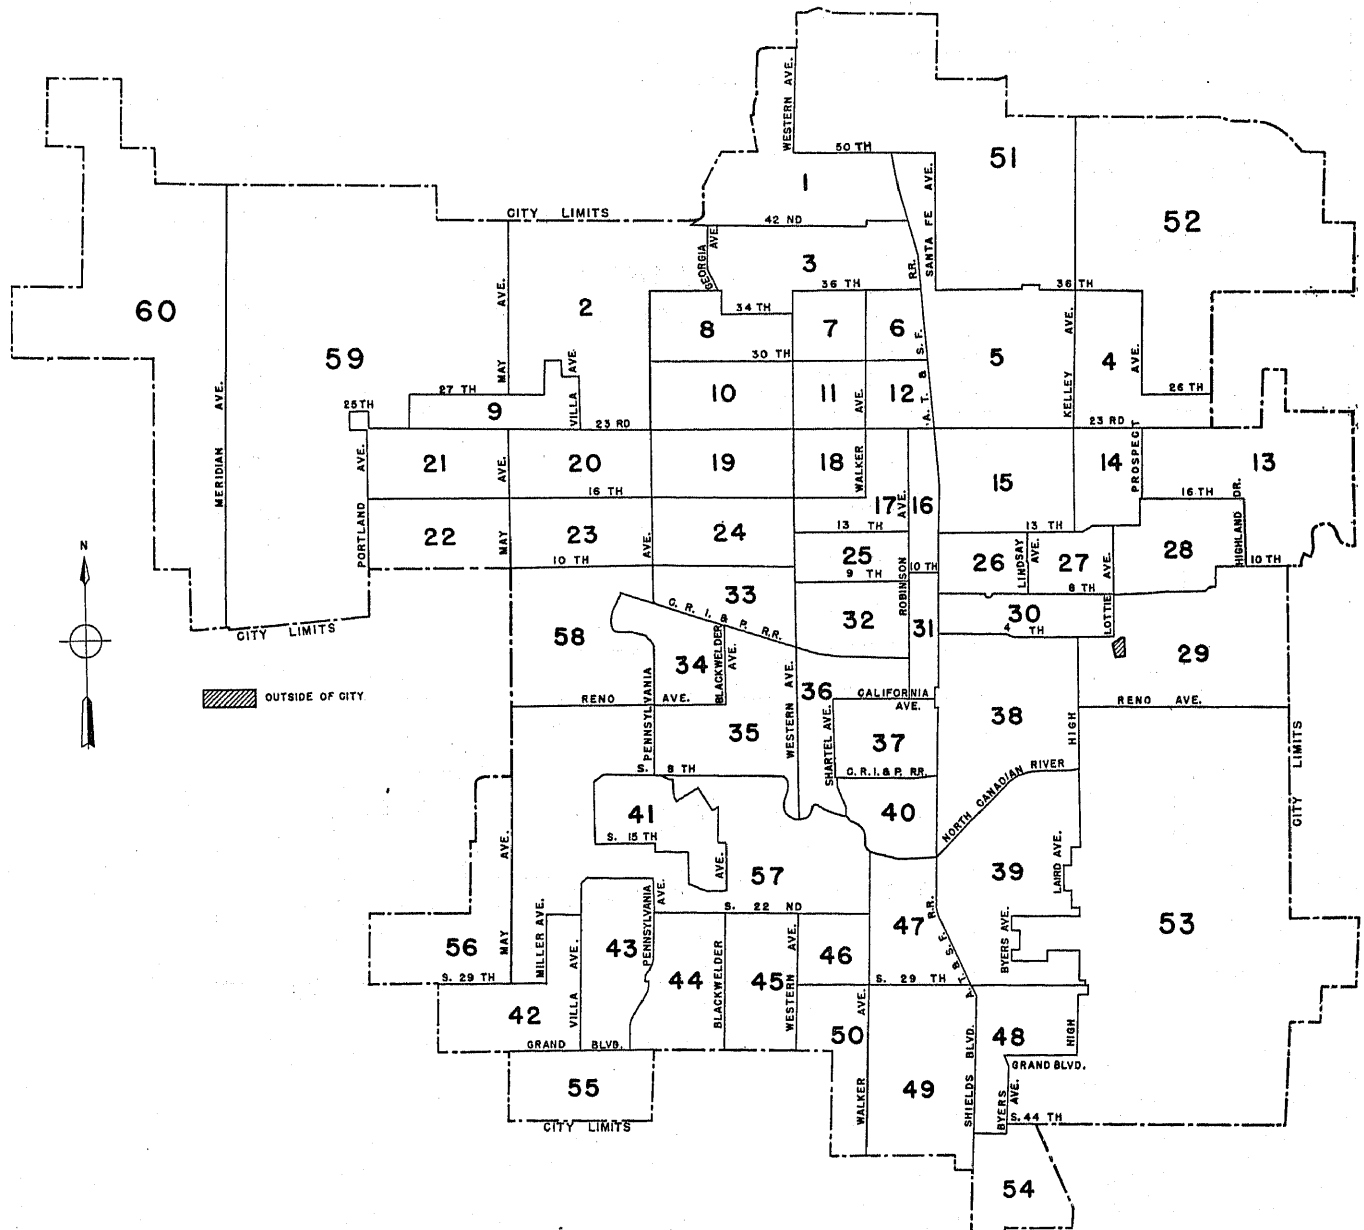 WESTERN AVE.
50 TH
51
SANTA FE AVE.
1
CITY LIMITS
42 ND
52
GEORGIA AVE.
3
R.R.
36 TH
36 TH
60
59
MAY AVE.
2
34 TH
8
7
6
5
KELLEY AVE.
4
AVE.
30 TH
MERIDIAN AVE.
27 TH
VILLA AVE.
10
11
AVE.
12
A. T. & S. F.
26 TH
25 TH
9
23 RD
23 RD
PORTLAND AVE.
21
AVE.
20
19
18
WALKER
15
14
PROSPECT
13
16 TH
17
AVE.
16
16 TH
HIGHLAND DR.
22
MAY
23
AVE.
24
13 TH
13 TH
25
10 TH
26
LINDSAY AVE.
27
AVE.
28
10 TH
10 TH
9 TH
ROBINSON
8 TH
N
33
C. R. I. & P. R.R.
32
31
30
LOTTIE
CITY LIMITS
58
4 TH
34
BLACKWELDER AVE.
29
OUTSIDE OF CITY
PENNSYLVANIA
RENO AVE.
WESTERN AVE.
36
CALIFORNIA AVE.
38
HIGH
RENO AVE.
35
SHARTEL AVE.
37
CITY LIMITS
S. 8 TH
C. R. I. & P. RR.
NORTH CANADIAN RIVER
41
40
S. 15 TH
AVE.
AVE.
57
39
LAIRD AVE.
MILLER AVE.
PENNSYLVANIA AVE.
S. 22 ND
R.R.
BYERS AVE.
53
56
MAY
VILLA AVE.
43
44
BLACKWELDER
45
WESTERN AVE.
46
47
A. T. & S. F.
S. 29 TH
S. 29 TH
42
50
WALKER AVE.
SHIELDS BLVD.
48
HIGH
GRAND BLVD.
GRAND BLVD.
55
49
BYERS AVE.
S. 44 TH
CITY LIMITS
54